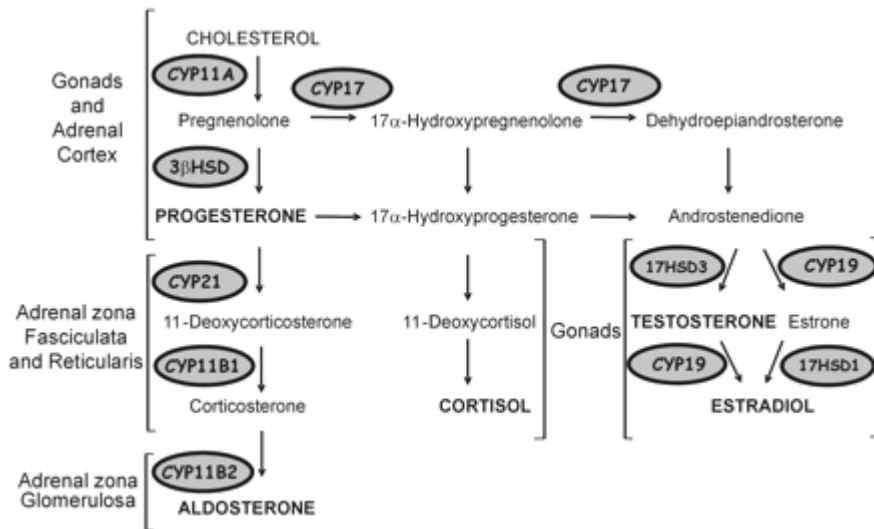 CHOLESTEROL
CYP11A
CYP17
CYP17
Gonads
and
Adrenal
Cortex
Pregnenolone
17α-Hydroxypregnenolone
Dehydroepiandrosterone
3βHSD
PROGESTERONE
17α-Hydroxyprogesterone
Androstenedione
CYP21
17HSD3
CYP19
Adrenal zona
Fasciculata
and Reticularis
11-Deoxycorticosterone
11-Deoxycortisol
Gonads
TESTOSTERONE
Estrone
CYP11B1
CYP19
17HSD1
Corticosterone
CORTISOL
ESTRADIOL
Adrenal zona
Glomerulosa
CYP11B2
ALDOSTERONE